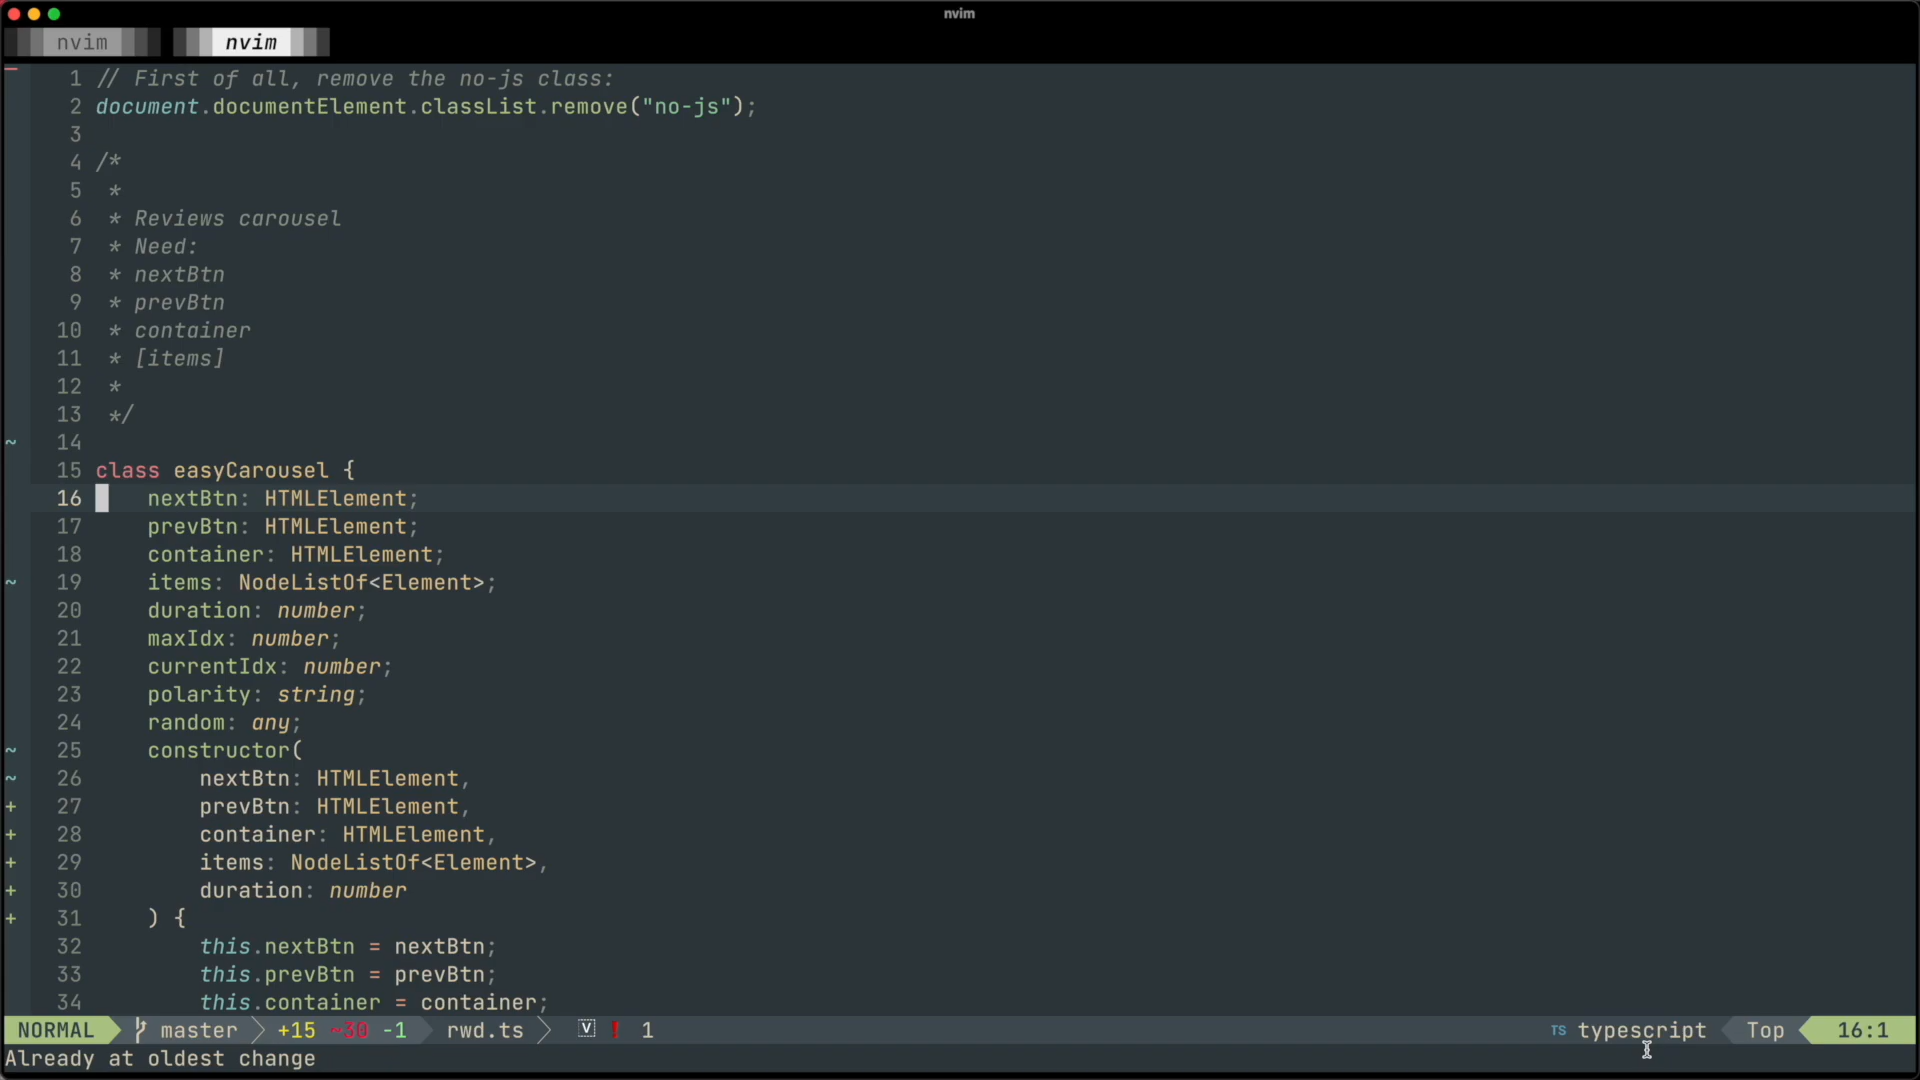 nvim
nvim nvim
1 // First of all, remove the no-js class:
2 document.documentElement.classList.remove("no-js");
3
4 /*
5  *
6  * Reviews carousel
7  * Need:
8  * nextBtn
9  * prevBtn
10  * container
11  * [items]
12  *
13  */
~ 14
15 class easyCarousel {
16     nextBtn: HTMLElement;
17     prevBtn: HTMLElement;
18     container: HTMLElement;
~ 19     items: NodeListOf<Element>;
20     duration: number;
21     maxIdx: number;
22     currentIdx: number;
23     polarity: string;
24     random: any;
~ 25     constructor(
~ 26         nextBtn: HTMLElement,
+ 27         prevBtn: HTMLElement,
+ 28         container: HTMLElement,
+ 29         items: NodeListOf<Element>,
+ 30         duration: number
+ 31     ) {
32         this.nextBtn = nextBtn;
33         this.prevBtn = prevBtn;
34         this.container = container;
NORMAL master +15 ~30 -1 rwd.ts V ! 1 TS typescript Top 16:1
Already at oldest change